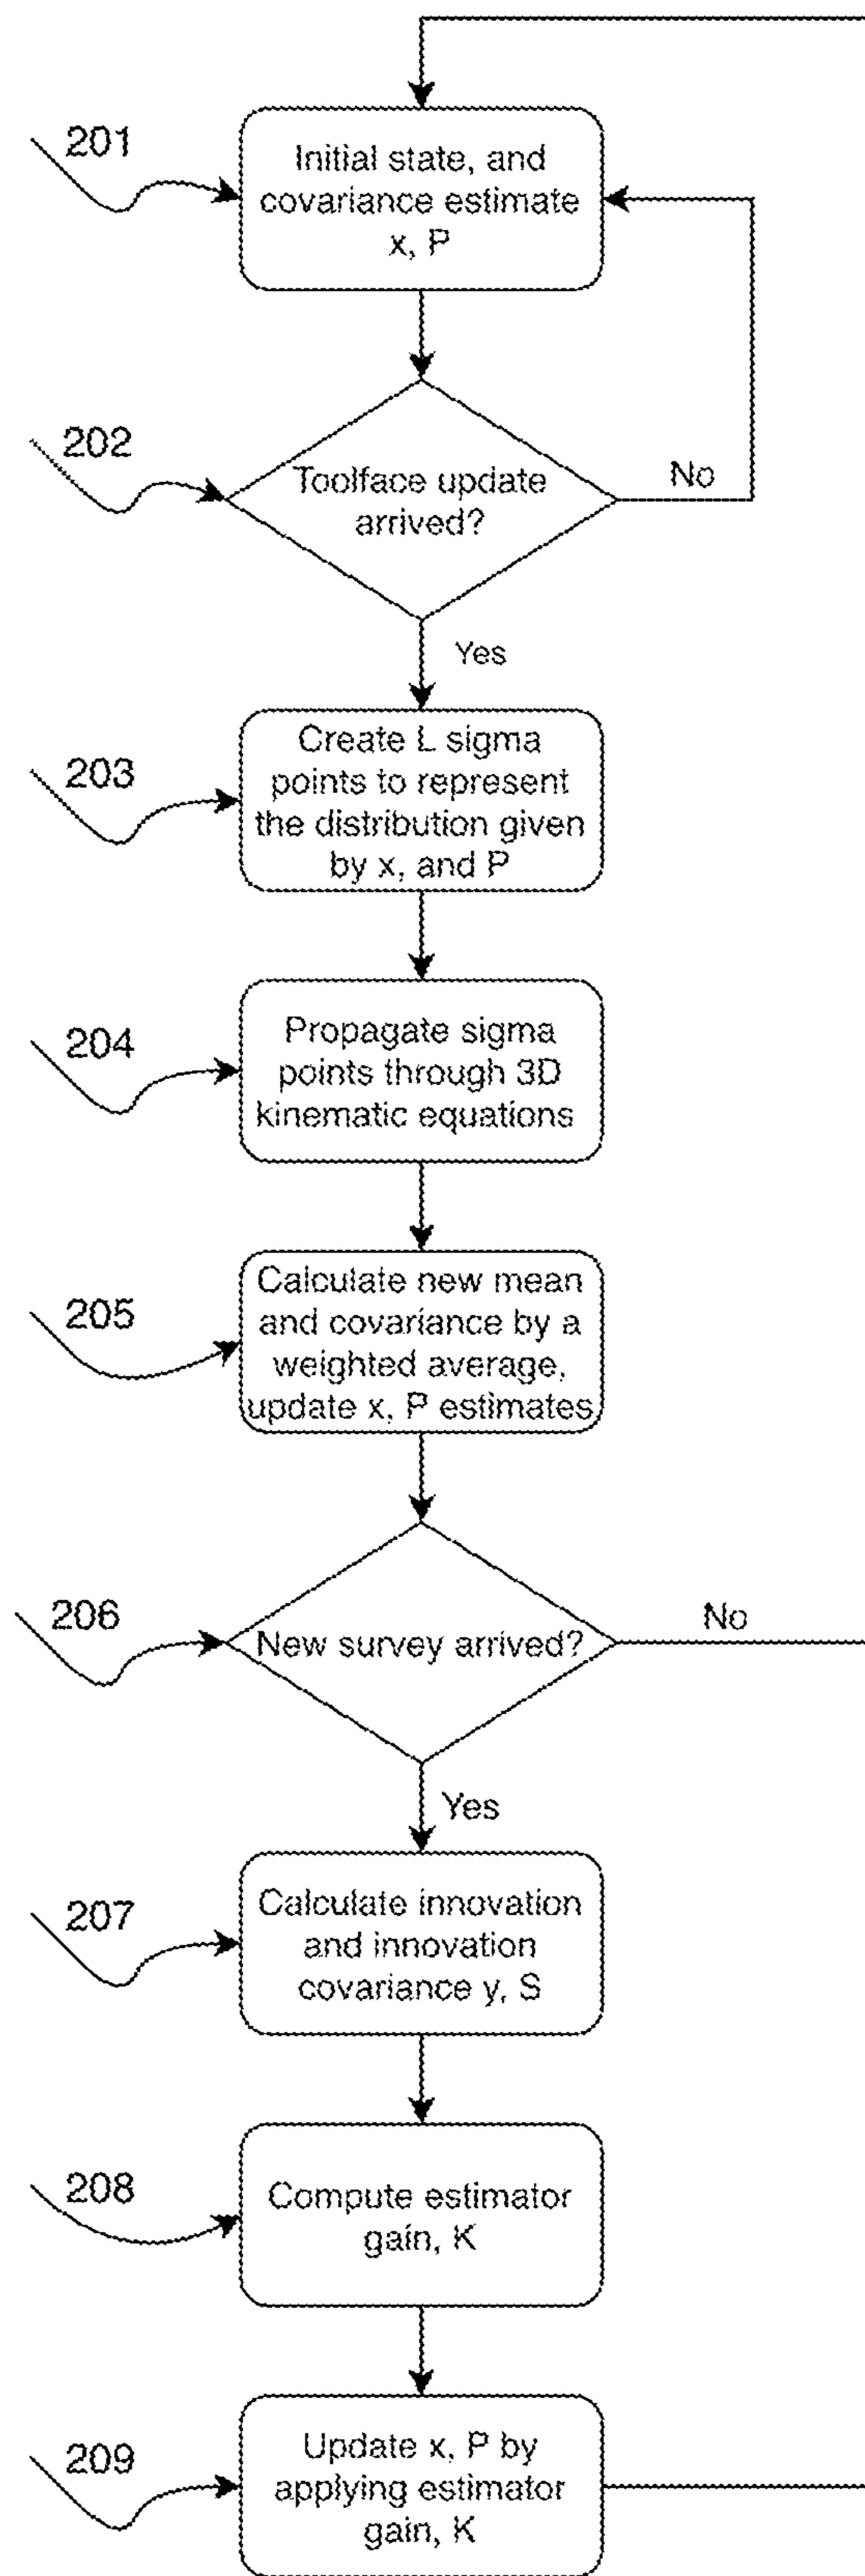 201
Initial state, and
covariance estimate
x, P
202
Toolface update
arrived?
No
Yes
203
Create L sigma
points to represent
the distribution given
by x, and P
204
Propagate sigma
points through 3D
kinematic equations
205
Calculate new mean
and covariance by a
weighted average,
update x, P estimates
206
New survey arrived?
No
Yes
207
Calculate innovation
and innovation
covariance y, S
208
Compute estimator
gain, K
209
Update x, P by
applying estimator
gain, K